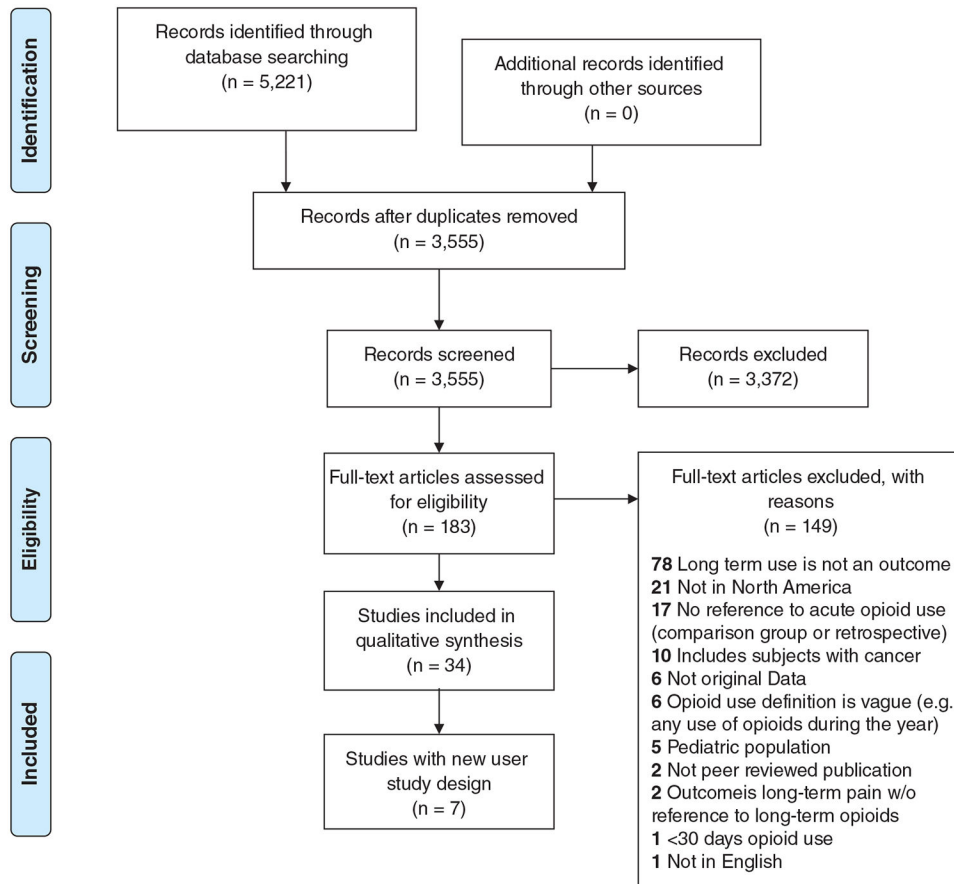 Identification
Records identified through
database searching
(n = 5,221)
Additional records identified
through other sources
(n = 0)
Screening
Records after duplicates removed
(n = 3,555)
Records screened
(n = 3,555)
Records excluded
(n = 3,372)
Eligibility
Full-text articles assessed
for eligibility
(n = 183)
Full-text articles excluded, with
reasons
(n = 149)
78 Long term use is not an outcome
21 Not in North America
17 No reference to acute opioid use
(comparison group or retrospective)
10 Includes subjects with cancer
6 Not original Data
6 Opioid use definition is vague (e.g.
any use of opioids during the year)
5 Pediatric population
2 Not peer reviewed publication
2 Outcomeis long-term pain w/o
reference to long-term opioids
1 <30 days opioid use
1 Not in English
Included
Studies included in
qualitative synthesis
(n = 34)
Studies with new user
study design
(n = 7)